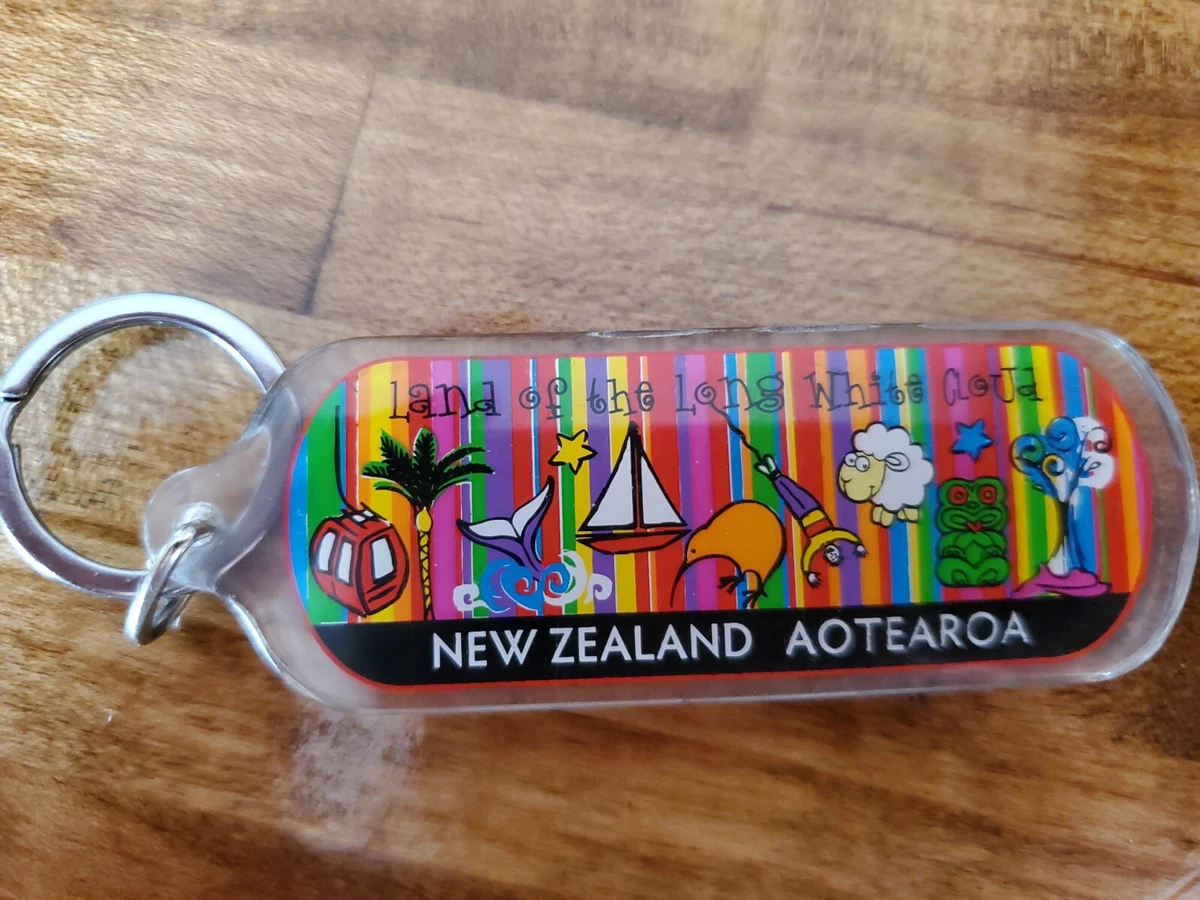 land of the Long White Cloud
NEW ZEALAND AOTEAROA